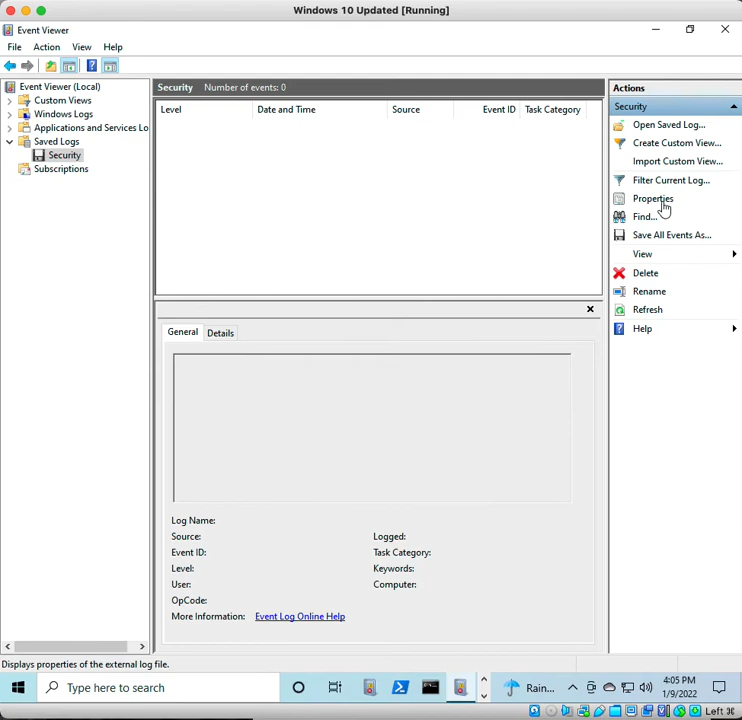 Windows 10 Updated [Running]
Event Viewer
File Action View Help
Event Viewer (Local)
Custom Views
Windows Logs
Applications and Services Lo
Saved Logs
Security
Subscriptions
Security Number of events: 0
Level Date and Time Source Event ID Task Category
General Details
Log Name:
Source: Logged:
Event ID: Task Category:
Level: Keywords:
User: Computer:
OpCode:
More Information: Event Log Online Help
Actions
Security
Open Saved Log...
Create Custom View...
Import Custom View...
Filter Current Log...
Properties
Find...
Save All Events As...
View
Delete
Rename
Refresh
Help
Displays properties of the external log file.
Type here to search
Rain...
4:05 PM
1/9/2022
Left ⌘